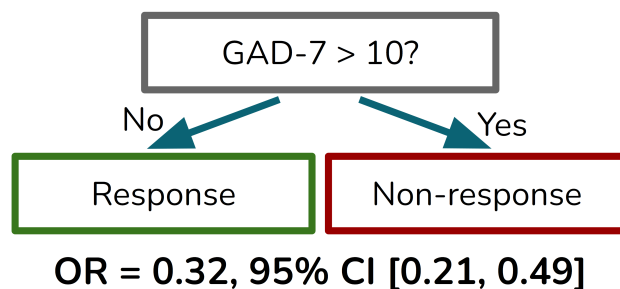 GAD-7 > 10?
No
Yes
Response
Non-response
OR = 0.32, 95% CI [0.21, 0.49]